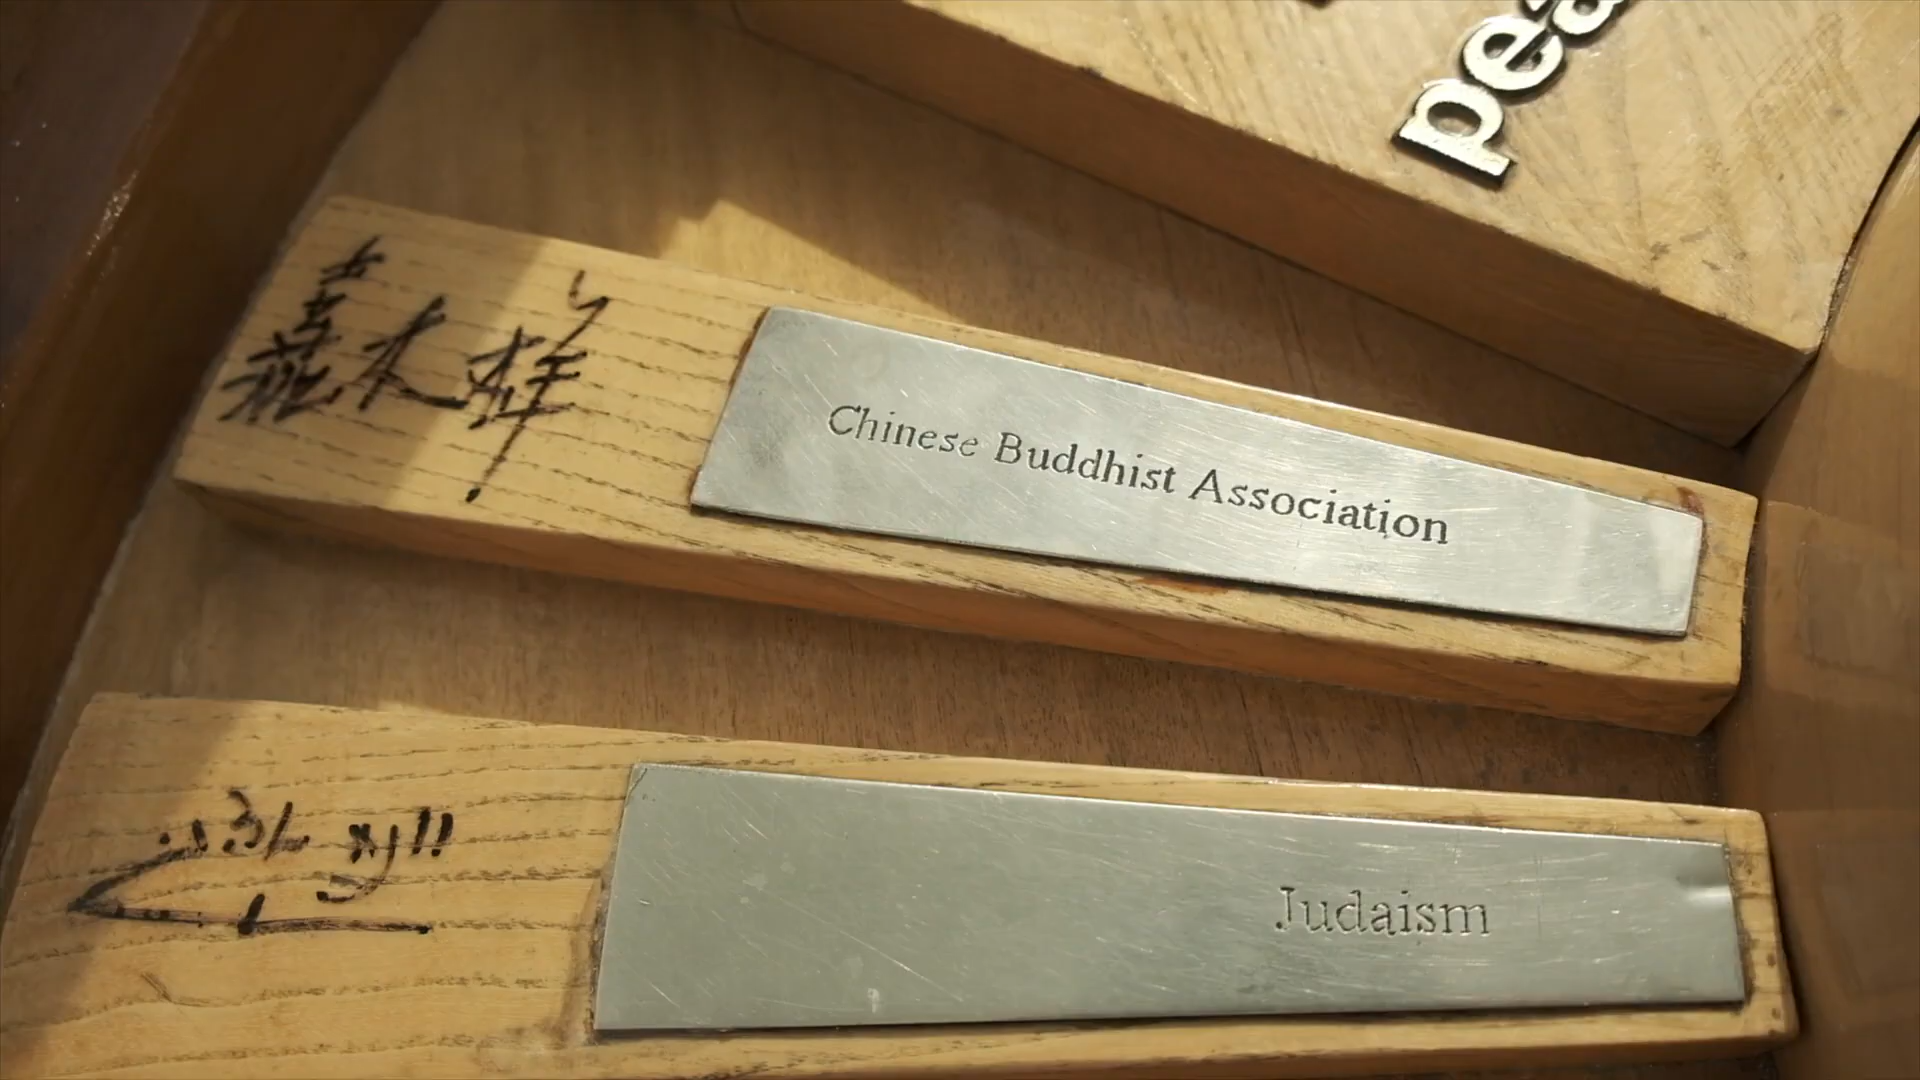 pea
嘉木样
Chinese Buddhist Association
Judaism